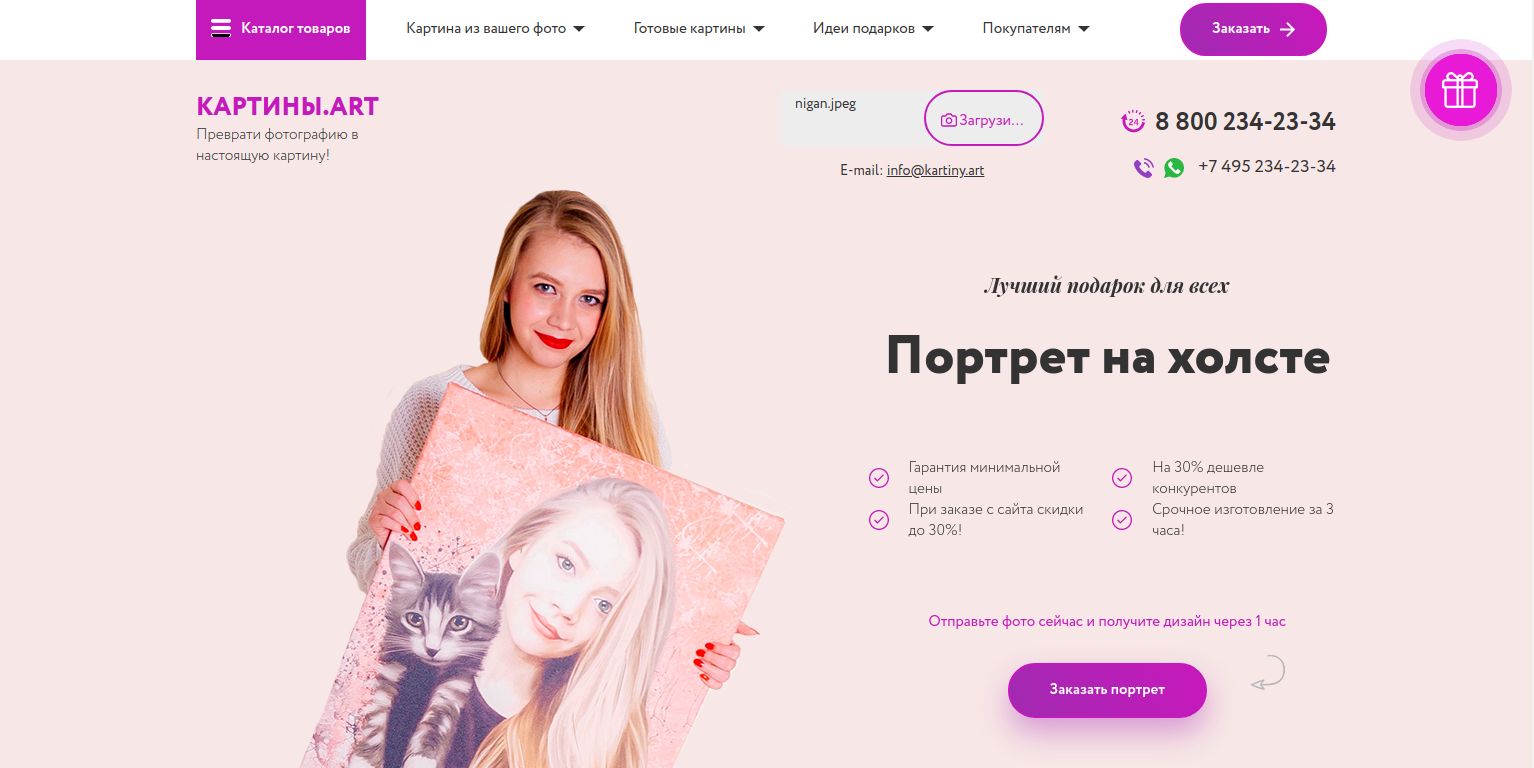 Каталог товаров
Картина из вашего фото
Готовые картины
Идеи подарков
Покупателям
Заказать
КАРТИНЫ.ART
Преврати фотографию в
настоящую картину!
nigan.jpeg
Загрузи...
E-mail: info@kartiny.art
24
8 800 234-23-34
+7 495 234-23-34
Лучший подарок для всех
Портрет на холсте
Гарантия минимальной
цены
На 30% дешевле
конкурентов
При заказе с сайта скидки
до 30%!
Срочное изготовление за 3
часа!
Отправьте фото сейчас и получите дизайн через 1 час
Заказать портрет